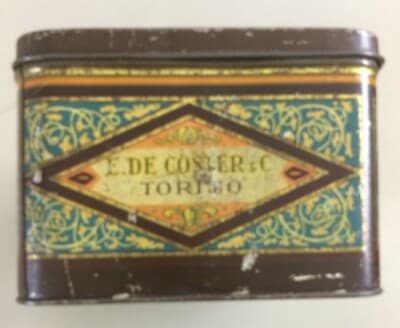 E. DE COSTER & C
TORINO